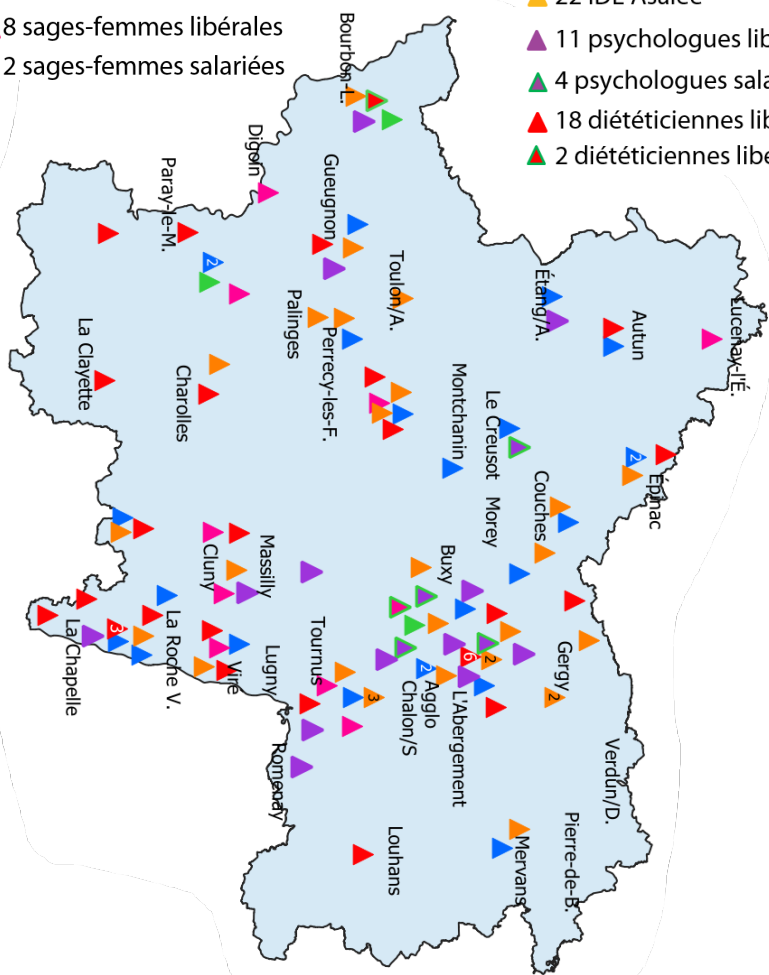 8 sages-femmes libérales
2 sages-femmes salariées
22 IDE Asalée
11 psychologues lib
4 psychologues sala
18 diététiciennes lib
2 diététiciennes libé
Bourbon-L.
Digoin
Paray-le-M.
Gueugnon
Toulon/A.
Étang/A.
Autun
Lucenay-l'É.
Palinges
Perrecy-les-F.
La Clayette
Charolles
Montchanin
Le Creusot
Épinac
Couches
Morey
Buxy
Massilly
Cluny
Tournus
La Roche V.
La Chapelle
Viré
Lugny
Agglo
Chalon/S
L'Abergement
Gergy
Verdun/D.
Romenay
Louhans
Mervans
Pierre-de-B.
2
2
3
6
2
2
3
2